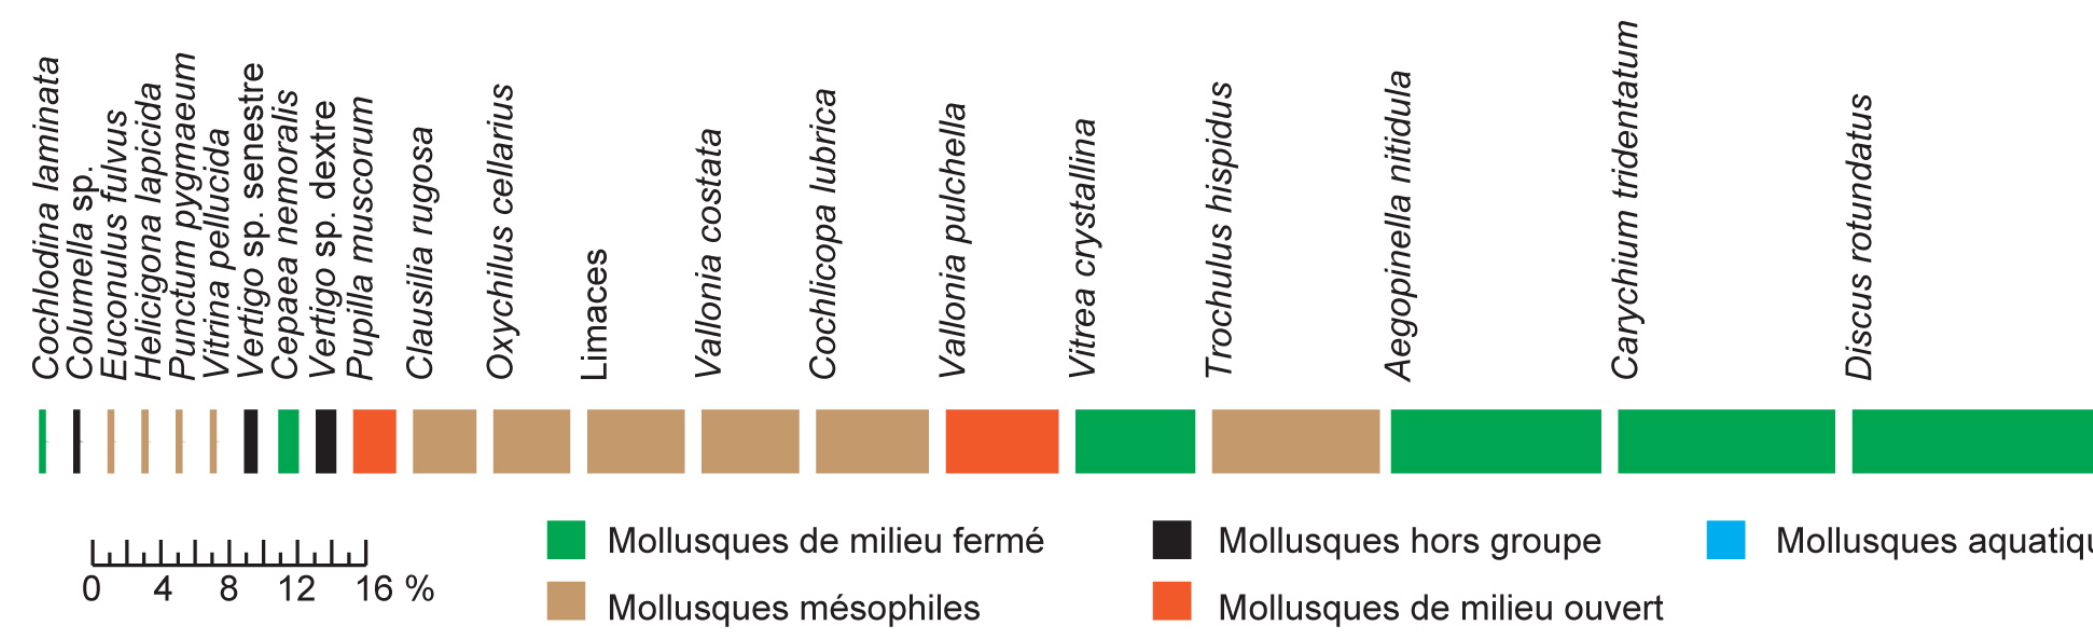 Cochlodina laminata
Columella sp.
Euconulus fulvus
Helicigona lapicida
Punctum pygmaeum
Vitrina pellucida
Vertigo sp. senestre
Cepaea nemoralis
Vertigo sp. dextre
Pupilla muscorum
Clausilia rugosa
Oxychilus cellarius
Limaces
Vallonia costata
Cochlicopa lubrica
Vallonia pulchella
Vitrea crystallina
Trochulus hispidus
Aegopinella nitidula
Carychium tridentatum
Discus rotundatus
0 4 8 12 16 %
Mollusques de milieu fermé
Mollusques hors groupe
Mollusques aquatiqu
Mollusques mésophiles
Mollusques de milieu ouvert